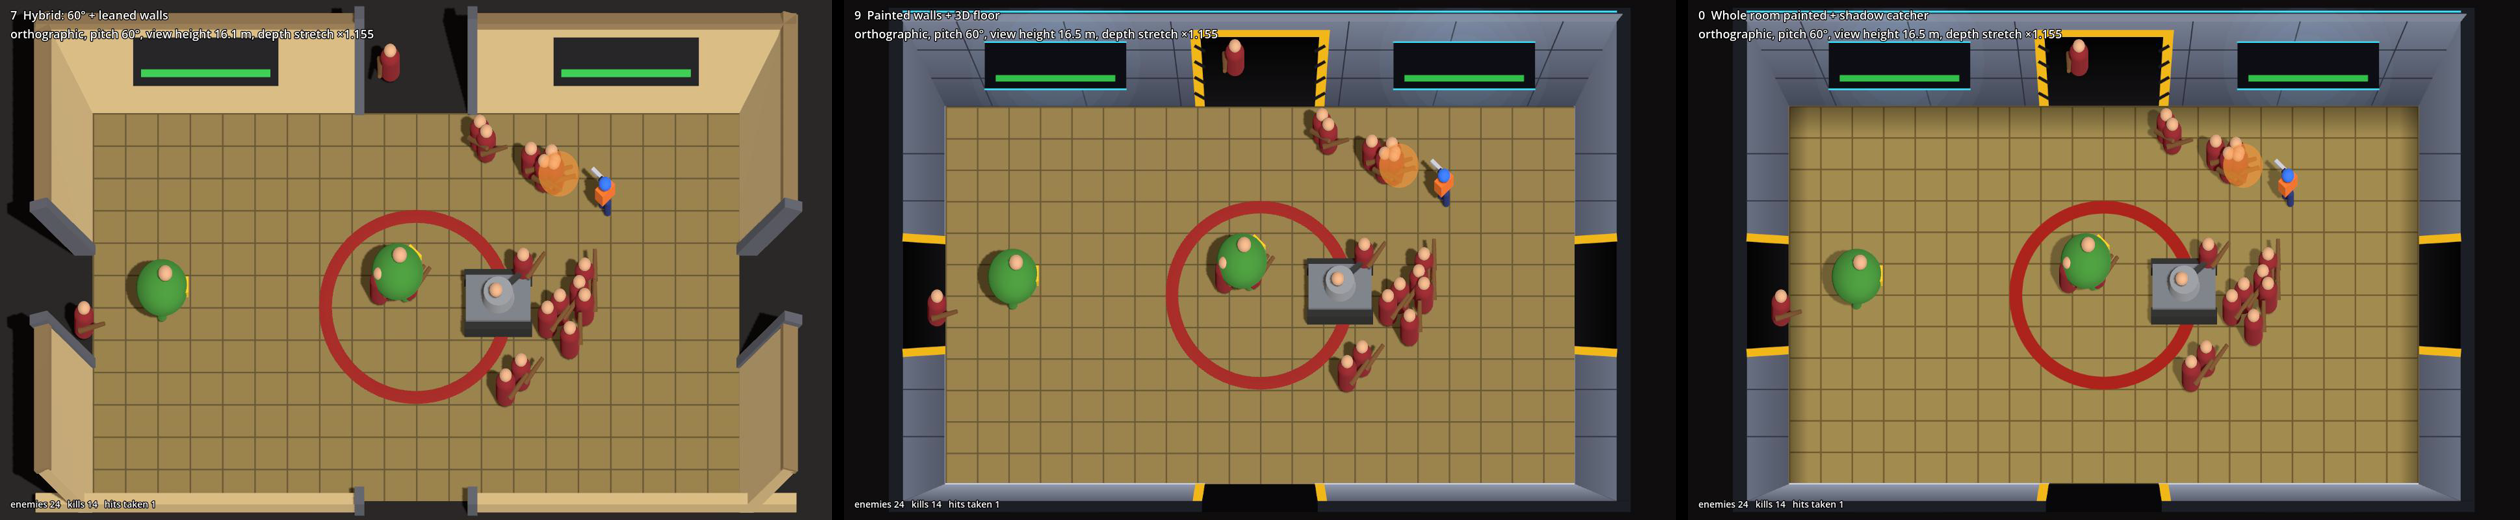 7 Hybrid: 60° + leaned walls
orthographic, pitch 60°, view height 16.1 m, depth stretch ×1.155
enemies 24 kills 14 hits taken 1
9 Painted walls + 3D floor
orthographic, pitch 60°, view height 16.5 m, depth stretch ×1.155
enemies 24 kills 14 hits taken 1
0 Whole room painted + shadow catcher
orthographic, pitch 60°, view height 16.5 m, depth stretch ×1.155
enemies 24 kills 14 hits taken 1